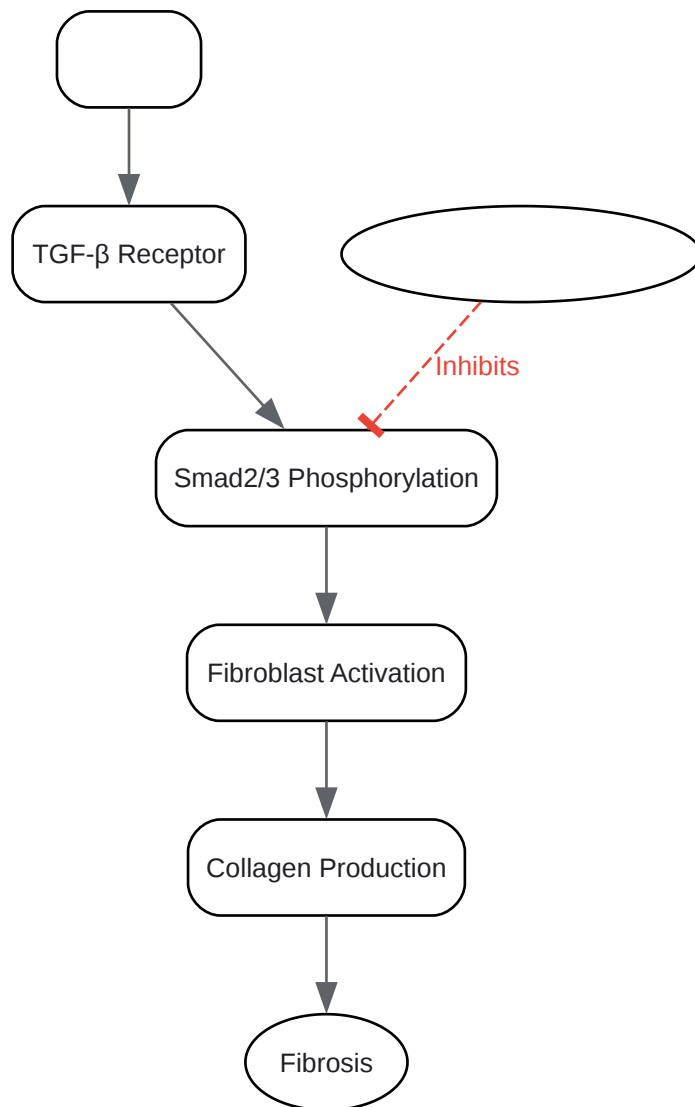 TGF-β Receptor
Inhibits
Smad2/3 Phosphorylation
Fibroblast Activation
Collagen Production
Fibrosis